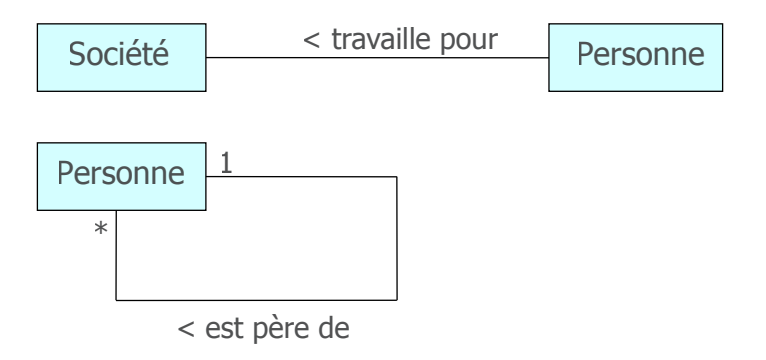 Société
< travaille pour
Personne
Personne
1
*
< est père de